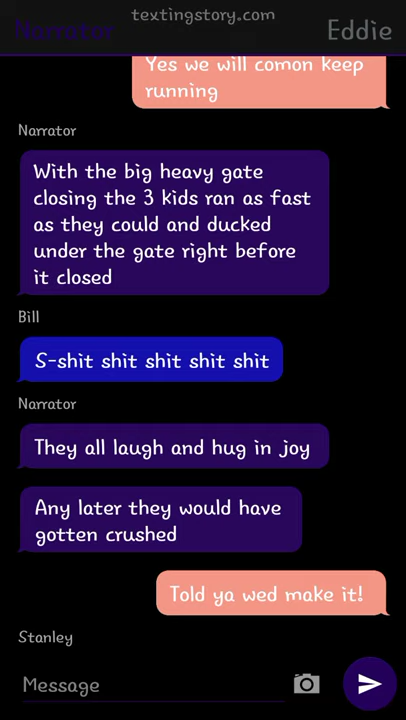 textingstory.com
Narrator
Eddie
Yes we will comon keep
running
Narrator
With the big heavy gate
closing the 3 kids ran as fast
as they could and ducked
under the gate right before
it closed
Bill
S-shit shit shit shit shit
Narrator
They all laugh and hug in joy
Any later they would have
gotten crushed
Told ya wed make it!
Stanley
Message